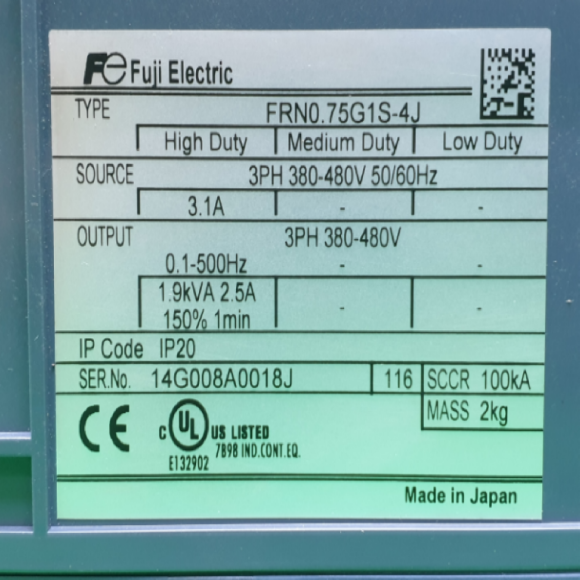 Fe Fuji Electric
TYPE FRN0.75G1S-4J
High Duty Medium Duty Low Duty
SOURCE 3PH 380-480V 50/60Hz
3.1A - -
OUTPUT 3PH 380-480V
0.1-500Hz - -
1.9kVA 2.5A - -
150% 1min
IP Code IP20
SER.No. 14G008A0018J 116 SCCR 100kA
MASS 2kg
CE c UL US LISTED
7B98 IND.CONT.EQ.
E132902
Made in Japan